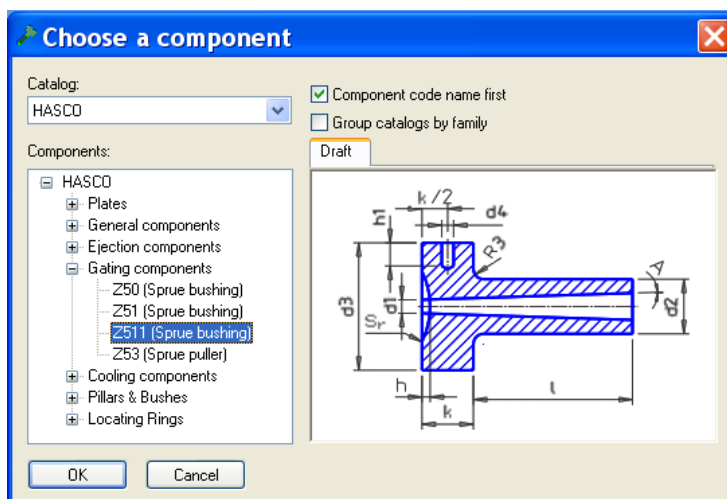 Choose a component
Catalog:
HASCO
Component code name first
Group catalogs by family
Components:
Draft
HASCO
Plates
General components
Ejection components
Gating components
Z50 (Sprue bushing)
Z51 (Sprue bushing)
Z511 (Sprue bushing)
Z53 (Sprue puller)
Cooling components
Pillars & Bushes
Locating Rings
k/2
h1
d4
R3
A
d3
d1
d2
Sr
h
k
l
OK
Cancel